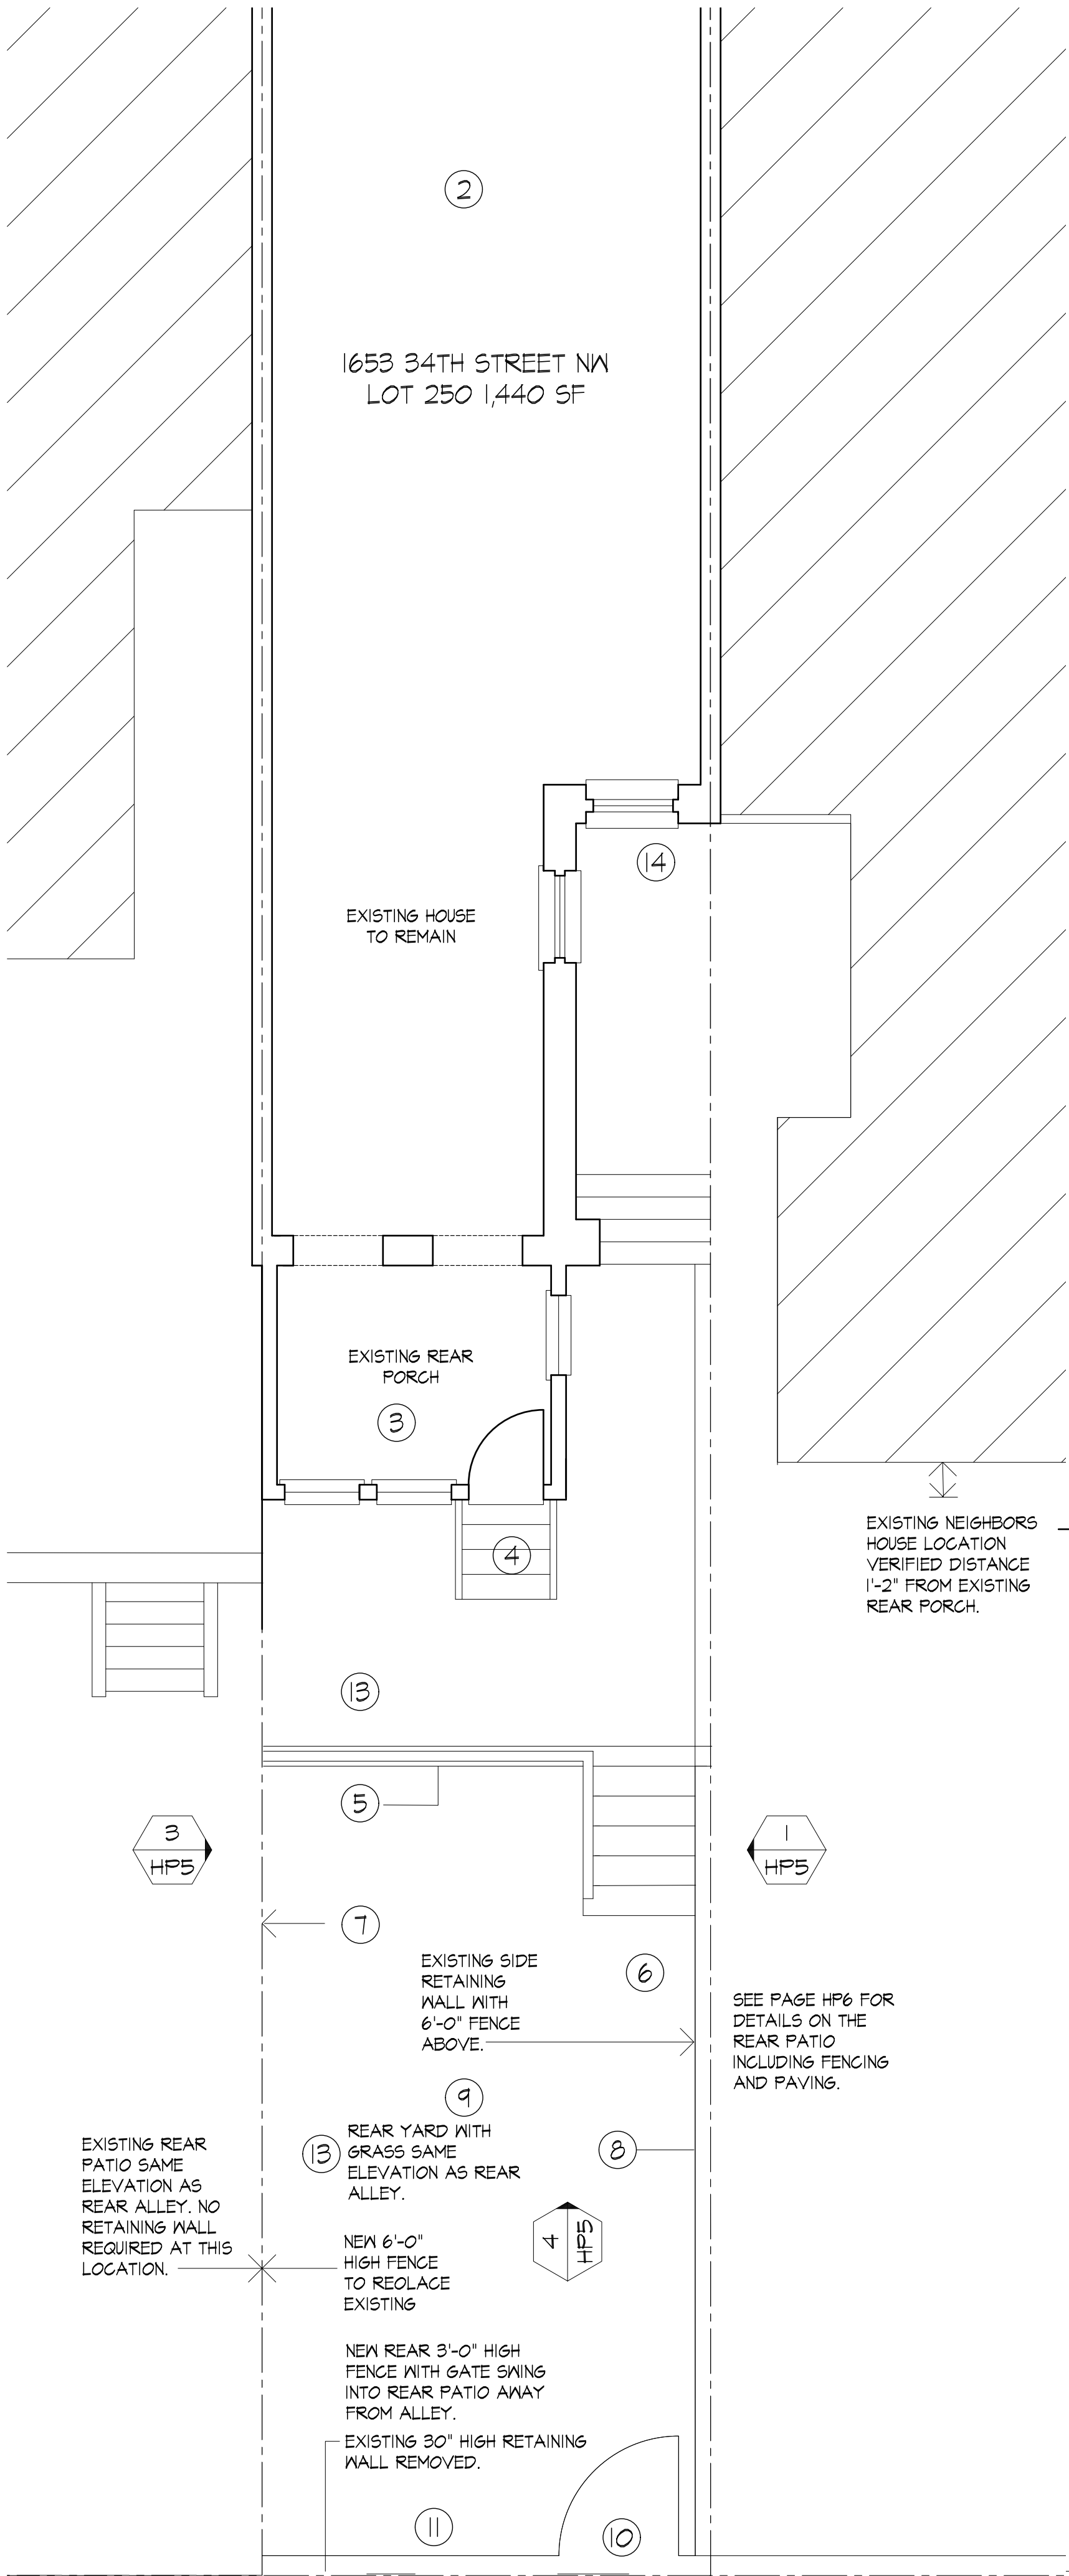 2
1653 34TH STREET NW
LOT 250 1,440 SF
14
EXISTING HOUSE
TO REMAIN
EXISTING REAR
PORCH
3
4
EXISTING NEIGHBORS
HOUSE LOCATION
VERIFIED DISTANCE
1'-2" FROM EXISTING
REAR PORCH.
13
5
3
HP5
1
HP5
7
EXISTING SIDE
RETAINING
WALL WITH
6'-0" FENCE
ABOVE.
6
SEE PAGE HP6 FOR
DETAILS ON THE
REAR PATIO
INCLUDING FENCING
AND PAVING.
9
13
REAR YARD WITH
GRASS SAME
ELEVATION AS REAR
ALLEY.
8
EXISTING REAR
PATIO SAME
ELEVATION AS
REAR ALLEY. NO
RETAINING WALL
REQUIRED AT THIS
LOCATION.
4
HP5
NEW 6'-0"
HIGH FENCE
TO REOLACE
EXISTING
NEW REAR 3'-0" HIGH
FENCE WITH GATE SWING
INTO REAR PATIO AWAY
FROM ALLEY.
EXISTING 30" HIGH RETAINING
WALL REMOVED.
11
10